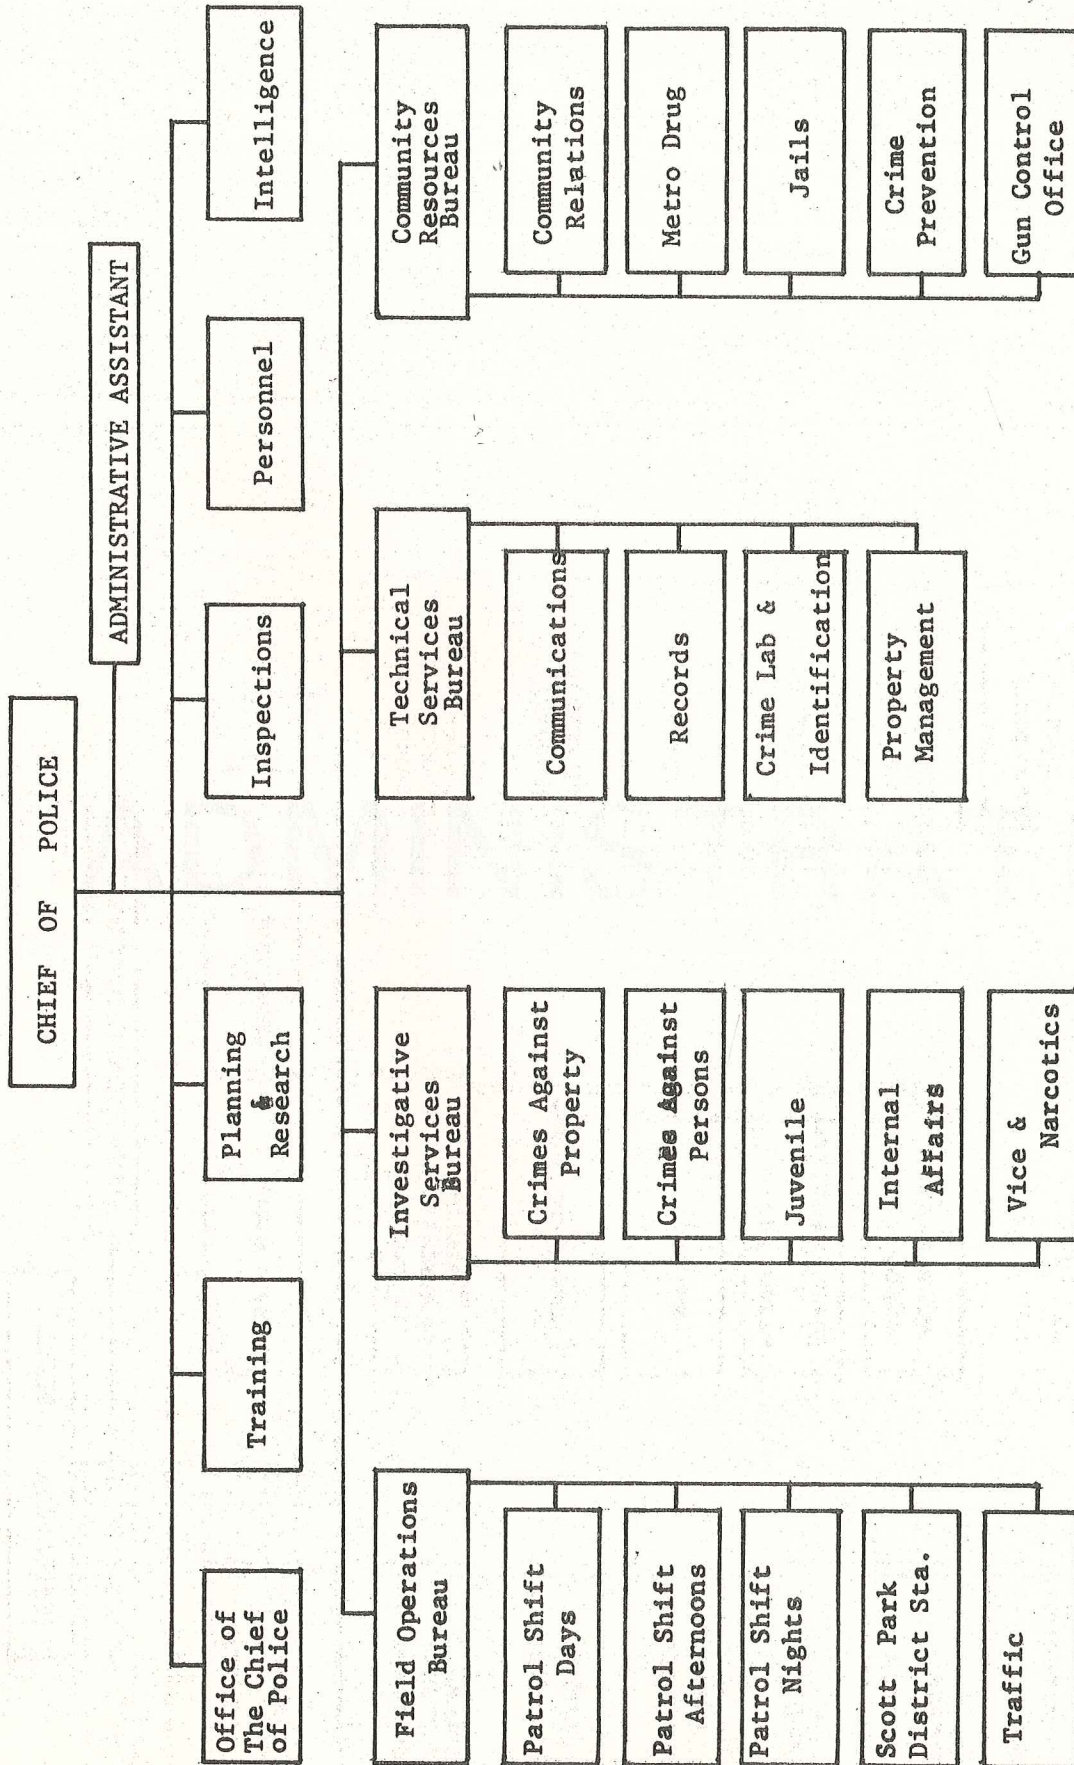 CHIEF OF POLICE
ADMINISTRATIVE ASSISTANT
Office of
The Chief
of Police
Training
Planning
&
Research
Inspections
Personnel
Intelligence
Field Operations
Bureau
Patrol Shift
Days
Patrol Shift
Afternoons
Patrol Shift
Nights
Scott Park
District Sta.
Traffic
Investigative
Services
Bureau
Crimes Against
Property
Crimes Against
Persons
Juvenile
Internal
Affairs
Vice &
Narcotics
Technical
Services
Bureau
Communications
Records
Crime Lab &
Identification
Property
Management
Community
Resources
Bureau
Community
Relations
Metro Drug
Jails
Crime
Prevention
Gun Control
Office